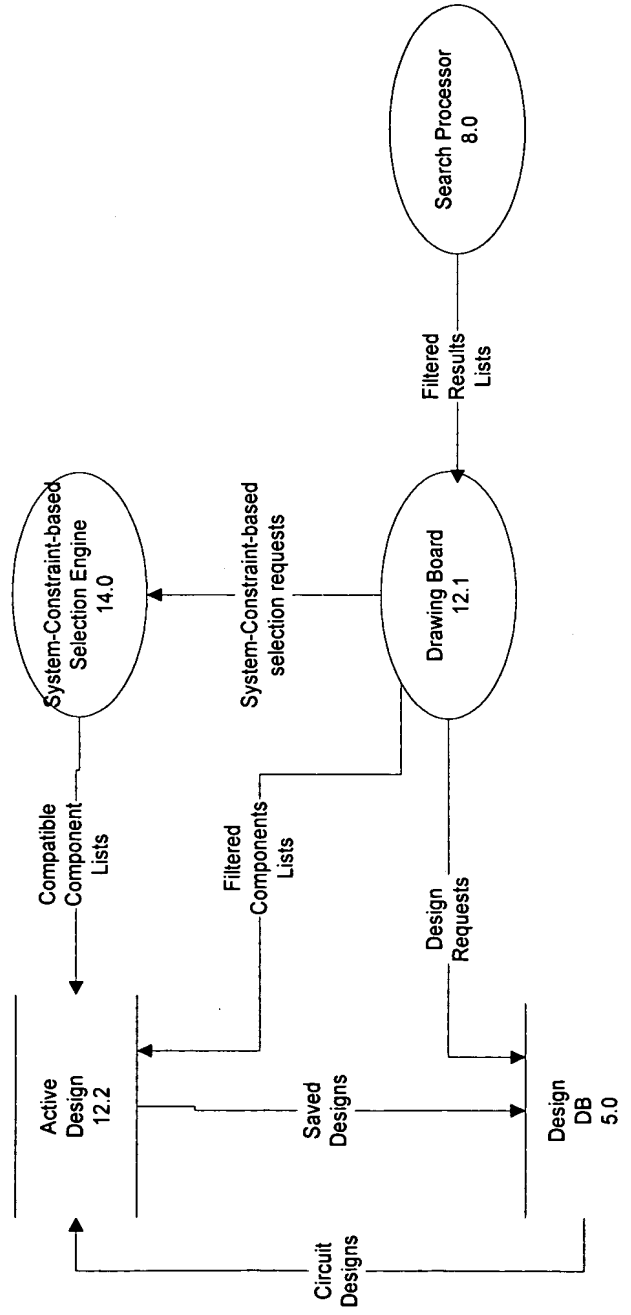 Search Processor
8.0
Filtered
Results
Lists
System-Constraint-based
Selection Engine
14.0
System-Constraint-based
selection requests
Drawing Board
12.1
Compatible
Component
Lists
Filtered
Components
Lists
Design
Requests
Active
Design
12.2
Saved
Designs
Design
DB
5.0
Circuit
Designs